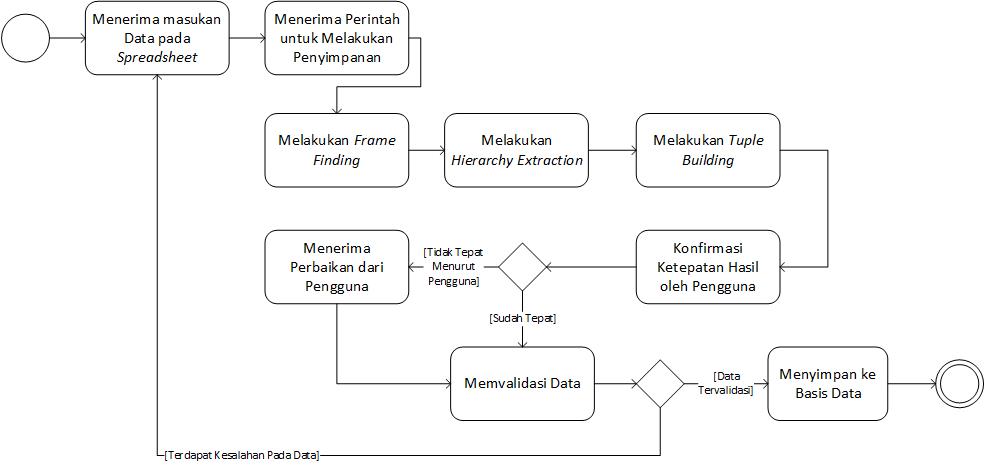 Menerima masukan
Data pada
Spreadsheet
Menerima Perintah
untuk Melakukan
Penyimpanan
Melakukan Frame
Finding
Melakukan
Hierarchy Extraction
Melakukan Tuple
Building
Menerima
Perbaikan dari
Pengguna
[Tidak Tepat
Menurut
Pengguna]
Konfirmasi
Ketepatan Hasil
oleh Pengguna
[Sudah Tepat]
Memvalidasi Data
[Data
Tervalidasi]
Menyimpan ke
Basis Data
[Terdapat Kesalahan Pada Data]